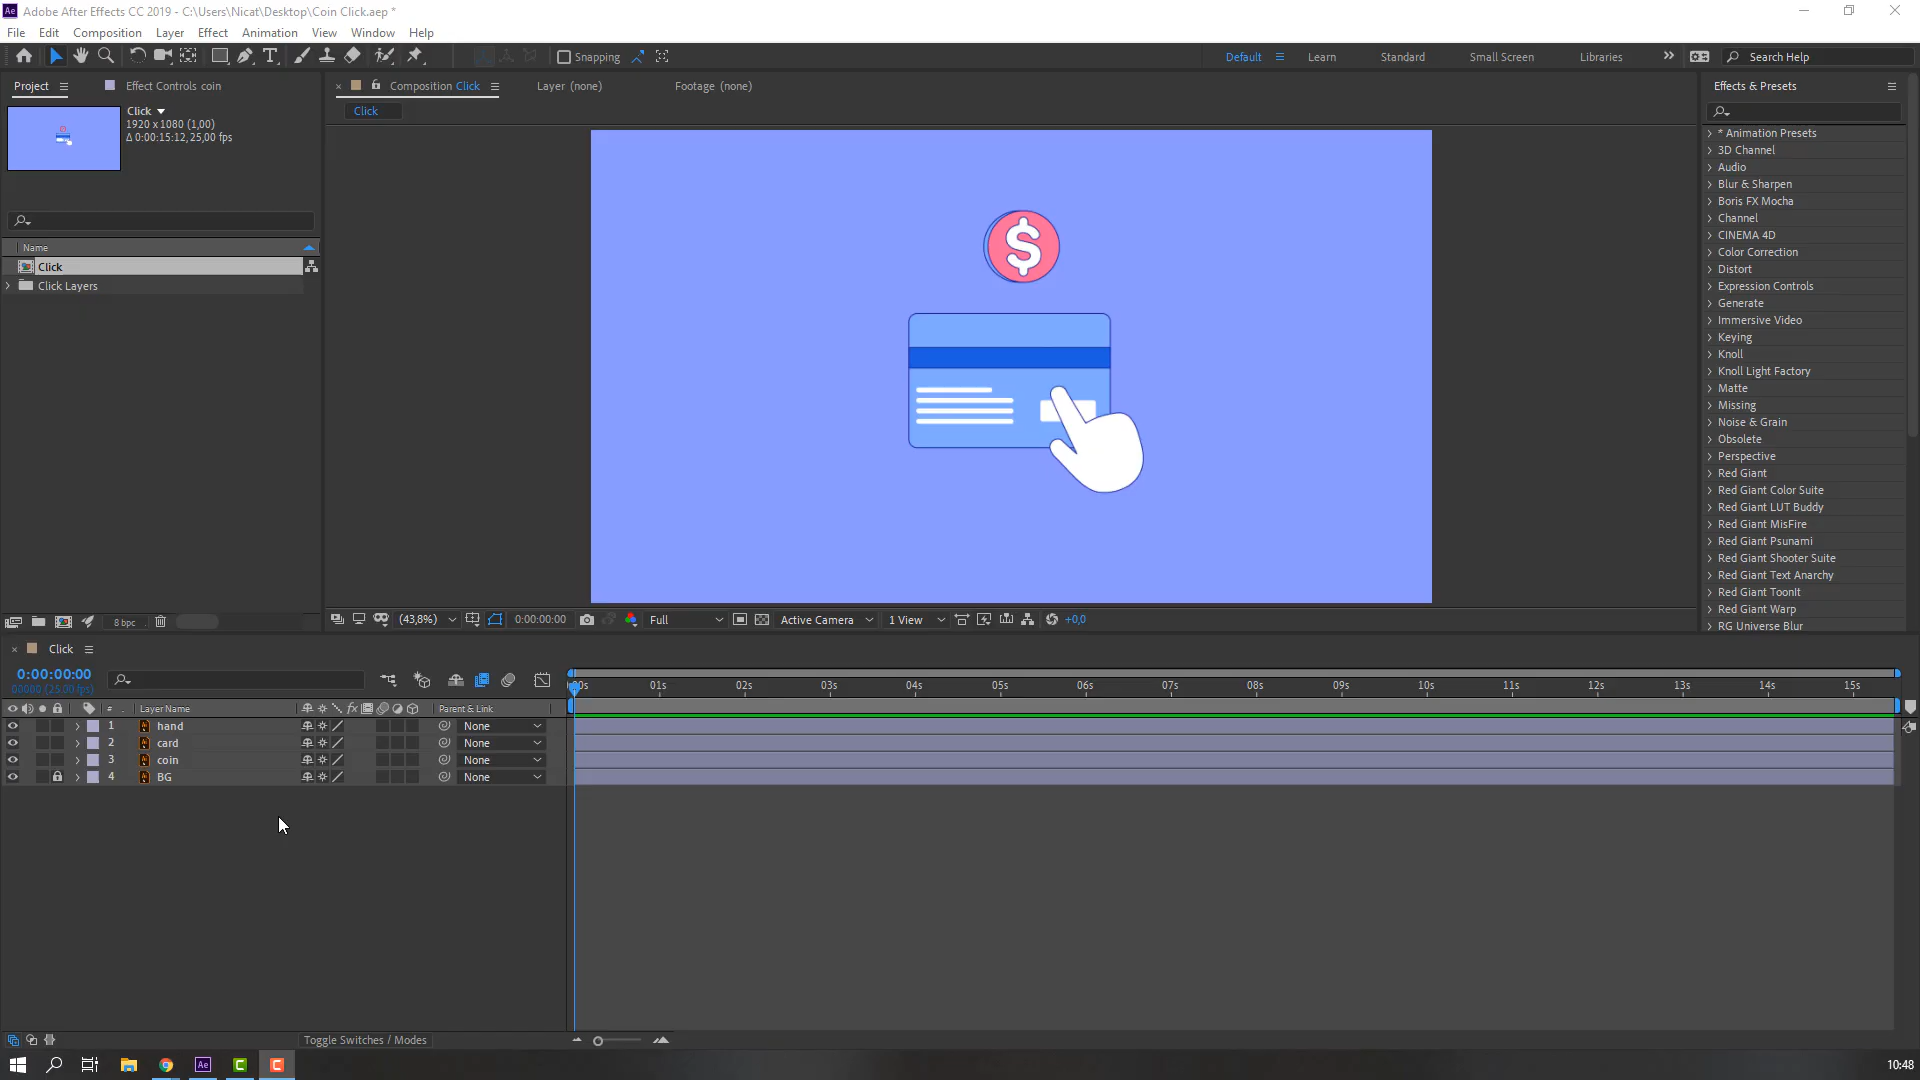 Adobe After Effects CC 2019 - C:\Users\Nicat\Desktop\Coin Click.aep *
File Edit Composition Layer Effect Animation View Window Help
Snapping
Default Learn Standard Small Screen Libraries Search Help
Project Effect Controls coin
Composition Click Layer (none) Footage (none)
Effects & Presets
Click
1920 x 1080 (1,00)
Δ 0:00:15:12, 25,00 fps
Click
Name
Click
Click Layers
* Animation Presets
3D Channel
Audio
Blur & Sharpen
Boris FX Mocha
Channel
CINEMA 4D
Color Correction
Distort
Expression Controls
Generate
Immersive Video
Keying
Knoll
Knoll Light Factory
Matte
Missing
Noise & Grain
Obsolete
Perspective
Red Giant
Red Giant Color Suite
Red Giant LUT Buddy
Red Giant MisFire
Red Giant Psunami
Red Giant Shooter Suite
Red Giant Text Anarchy
Red Giant ToonIt
Red Giant Warp
RG Universe Blur
$
8 bpc
(43,8%) 0:00:00:00 Full Active Camera 1 View +0,0
Click
0:00:00:00
00000 (25.00 fps)
00s 01s 02s 03s 04s 05s 06s 07s 08s 09s 10s 11s 12s 13s 14s 15s
# Layer Name fx Parent & Link
1 hand None
2 card None
3 coin None
4 BG None
Toggle Switches / Modes
Ae C C 10:48